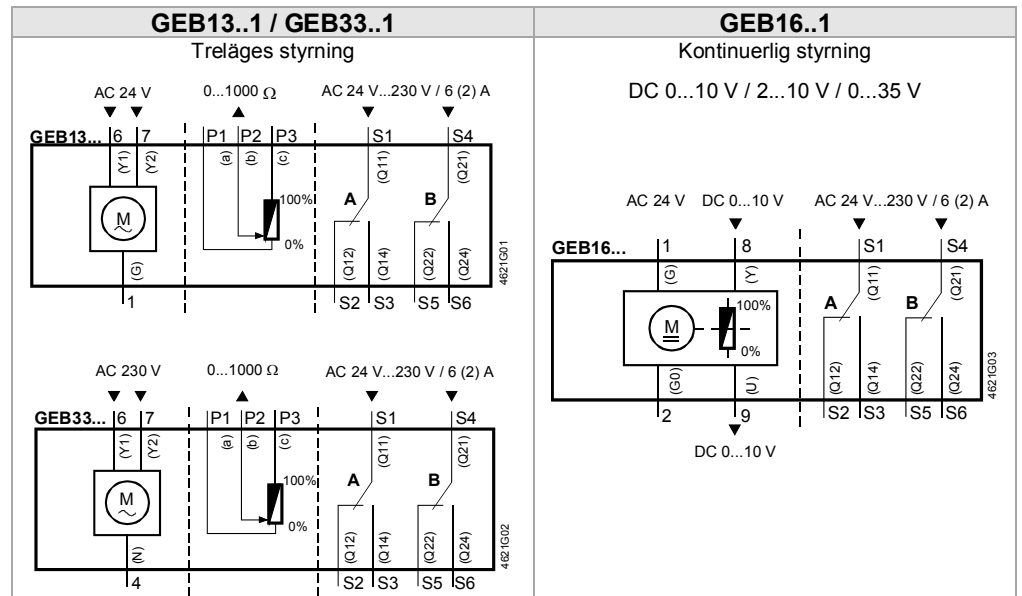 GEB13..1 / GEB33..1
Treläges styrning
AC 24 V 0...1000 Ω AC 24 V...230 V / 6 (2) A
GEB13... 6 7 P1 P2 P3 S1 S4
(Y1) (Y2) (a) (b) (c) (Q11) (Q21)
M
~
100%
0%
A B
(G) (Q12) (Q14) (Q22) (Q24)
1 S2 S3 S5 S6
4621G01
AC 230 V 0...1000 Ω AC 24 V...230 V / 6 (2) A
GEB33... 6 7 P1 P2 P3 S1 S4
(Y1) (Y2) (a) (b) (c) (Q11) (Q21)
M
~
100%
0%
A B
(N) (Q12) (Q14) (Q22) (Q24)
4 S2 S3 S5 S6
4621G02
GEB16..1
Kontinuerlig styrning
DC 0...10 V / 2...10 V / 0...35 V
AC 24 V DC 0...10 V AC 24 V...230 V / 6 (2) A
GEB16... 1 8 S1 S4
(G) (Y) (Q11) (Q21)
M
100%
0%
A B
(G0) (U) (Q12) (Q14) (Q22) (Q24)
2 9 S2 S3 S5 S6
DC 0...10 V
4621G03